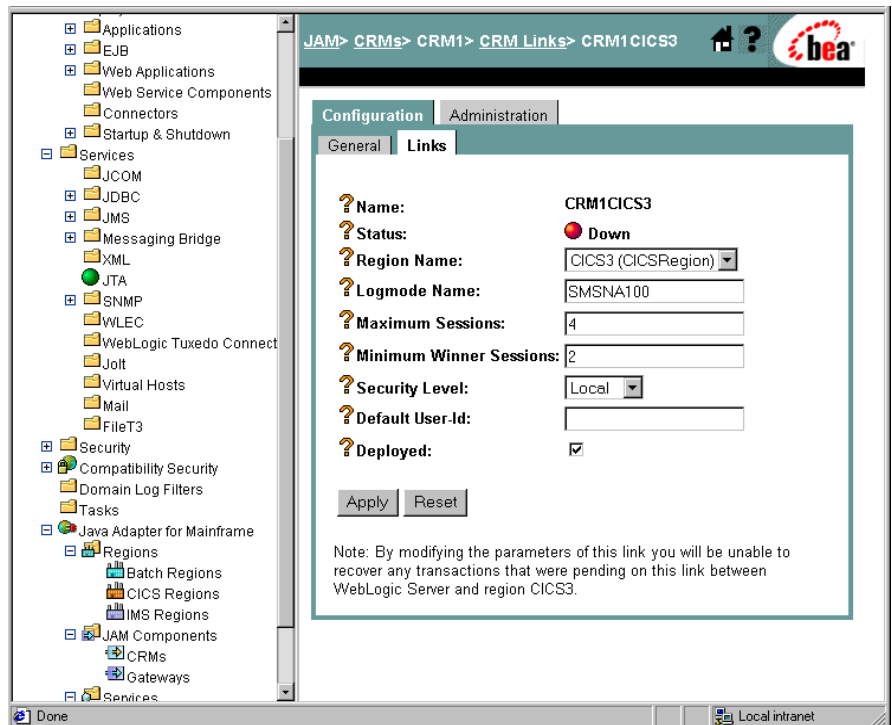 Applications
EJB
Web Applications
Web Service Components
Connectors
Startup & Shutdown
Services
JCOM
JDBC
JMS
Messaging Bridge
XML
JTA
SNMP
WLEC
WebLogic Tuxedo Connect
Jolt
Virtual Hosts
Mail
FileT3
Security
Compatibility Security
Domain Log Filters
Tasks
Java Adapter for Mainframe
Regions
Batch Regions
CICS Regions
IMS Regions
JAM Components
CRMs
Gateways
Services
JAM> CRMs> CRM1> CRM Links> CRM1CICS3
? bea
Configuration Administration
General Links
? Name: CRM1CICS3
? Status: Down
? Region Name: CICS3 (CICSRegion)
? Logmode Name: SMSNA100
? Maximum Sessions: 4
? Minimum Winner Sessions: 2
? Security Level: Local
? Default User-Id:
? Deployed:
Apply Reset
Note: By modifying the parameters of this link you will be unable to
recover any transactions that were pending on this link between
WebLogic Server and region CICS3.
Done
Local intranet